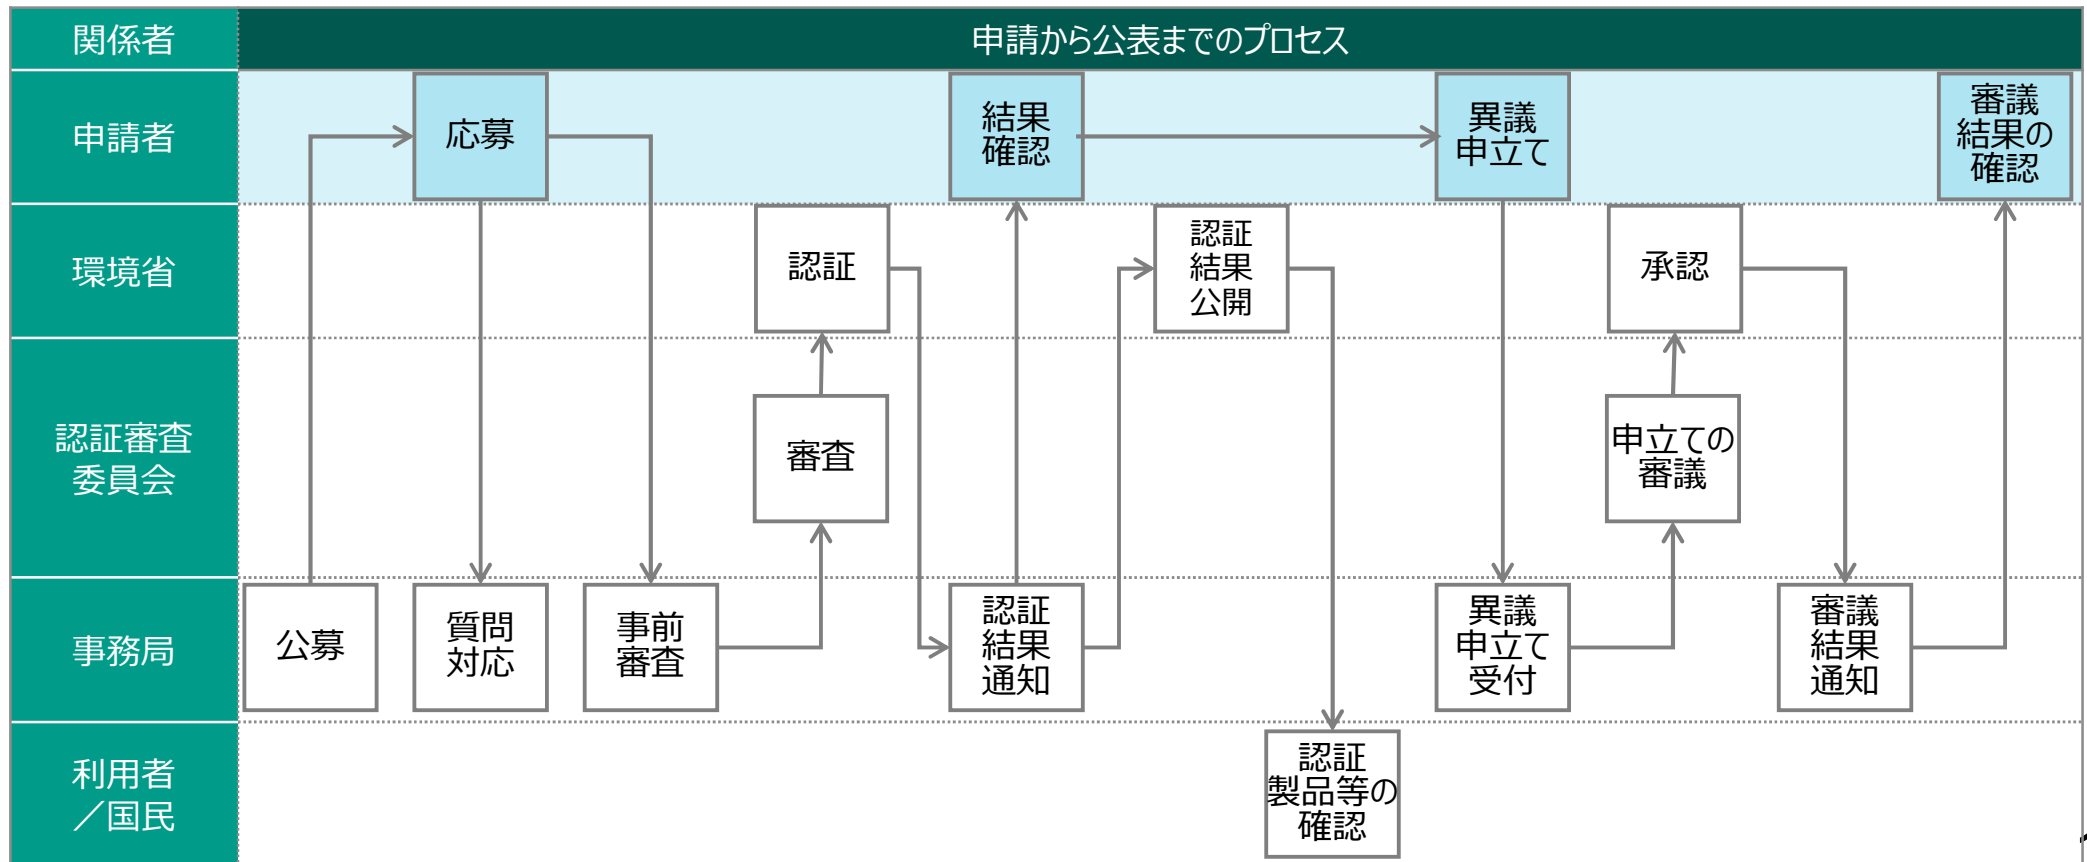 関係者
申請から公表までのプロセス
申請者
応募
結果
確認
異議
申立て
審議
結果の
確認
環境省
認証
認証
結果
公開
承認
認証審査
委員会
審査
申立ての
審議
事務局
公募
質問
対応
事前
審査
認証
結果
通知
異議
申立て
受付
審議
結果
通知
利用者
／国民
認証
製品等の
確認